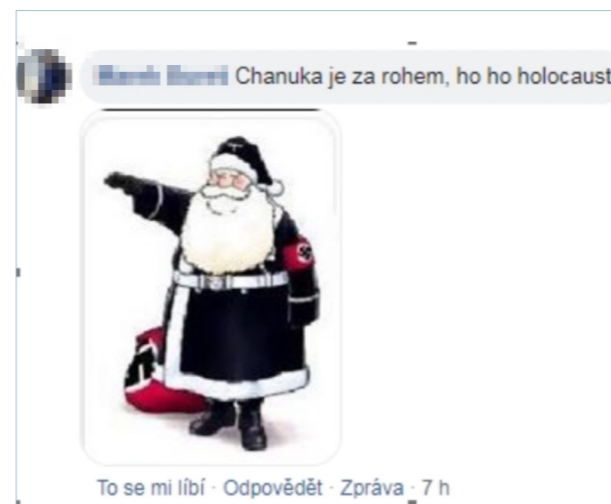 Chanuka je za rohem, ho ho holocaust
To se mi líbí · Odpovědět · Zpráva · 7 h